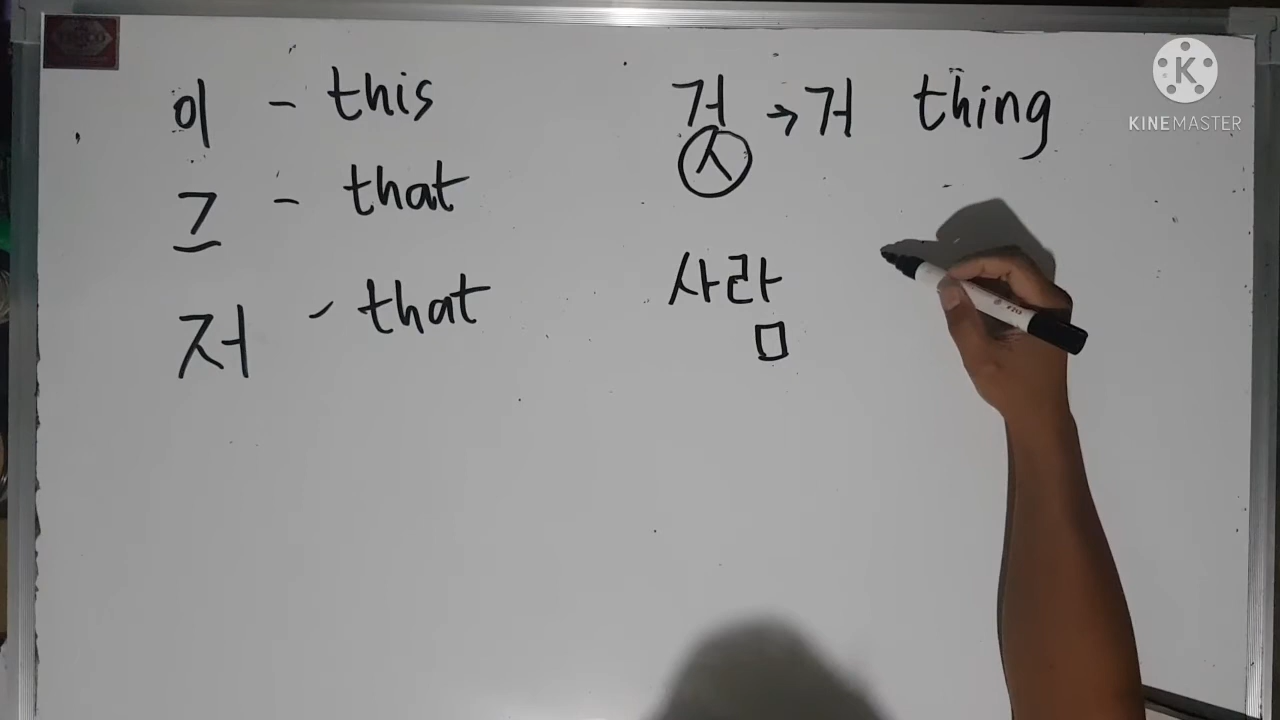 이 - this
그 - that
저 - that
것 → 거 thing
사람
KINEMASTER